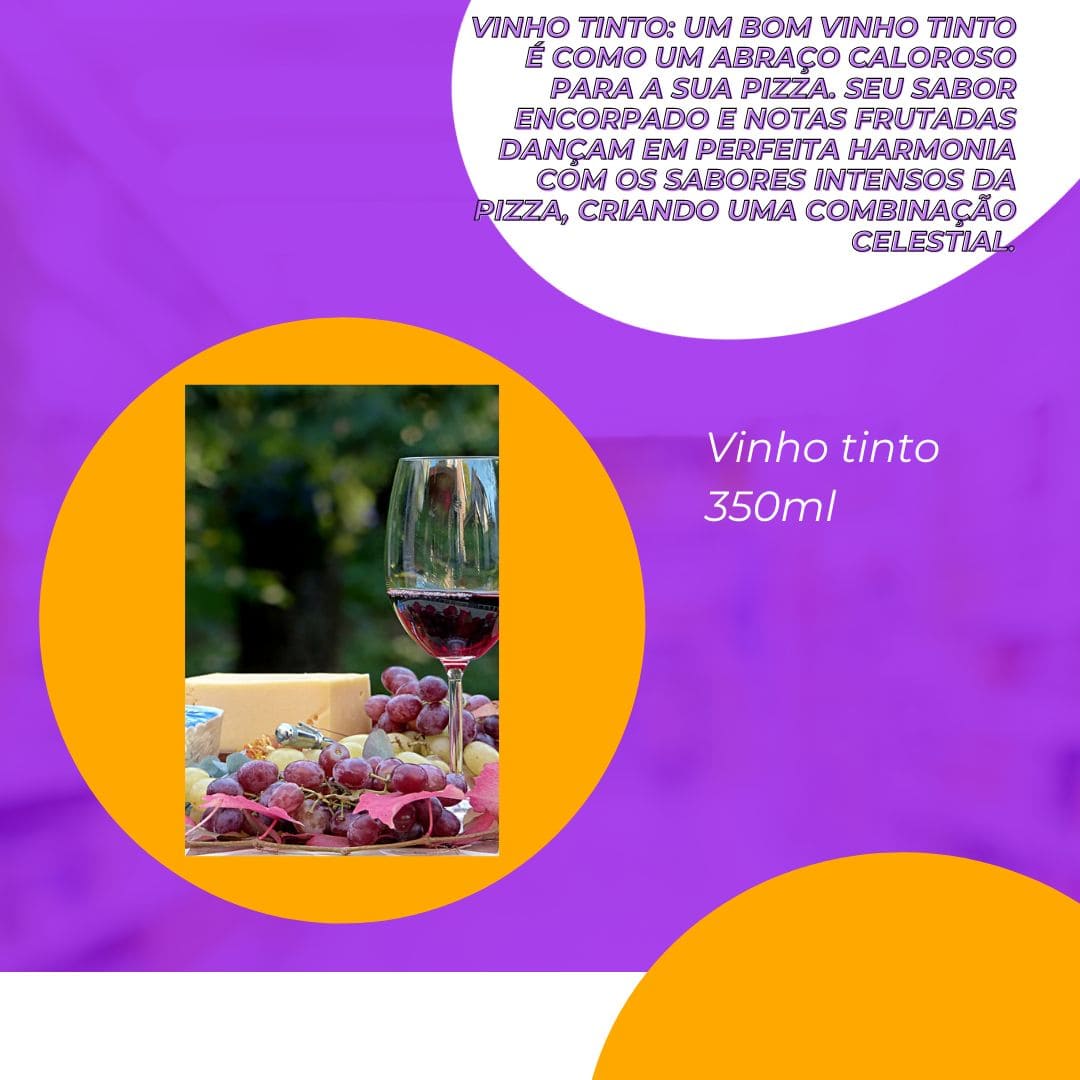 VINHO TINTO: UM BOM VINHO TINTO
É COMO UM ABRAÇO CALOROSO
PARA A SUA PIZZA. SEU SABOR
ENCORPADO E NOTAS FRUTADAS
DANÇAM EM PERFEITA HARMONIA
COM OS SABORES INTENSOS DA
PIZZA, CRIANDO UMA COMBINAÇÃO
CELESTIAL.
Vinho tinto
350ml